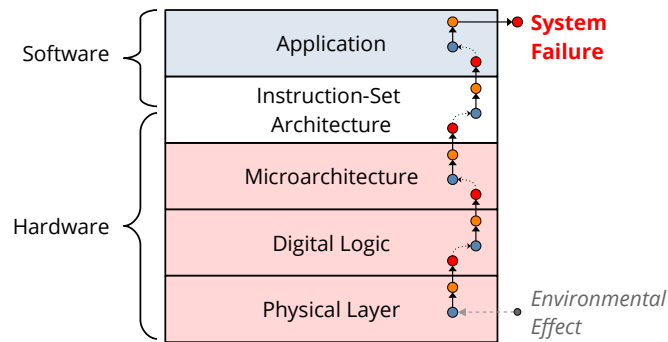 Software
Application
System
Failure
Instruction-Set
Architecture
Microarchitecture
Hardware
Digital Logic
Physical Layer
Environmental
Effect